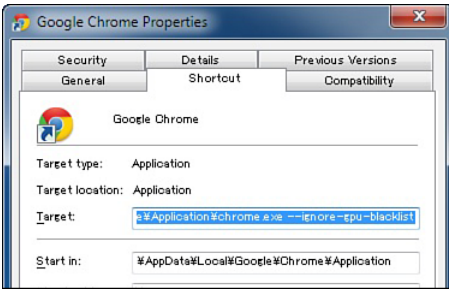 Google Chrome Properties
Security Details Previous Versions
General Shortcut Compatibility
Google Chrome
Target type: Application
Target location: Application
Target: e¥Application¥chrome.exe --ignore-gpu-blacklist
Start in: ¥AppData¥Local¥Google¥Chrome¥Application